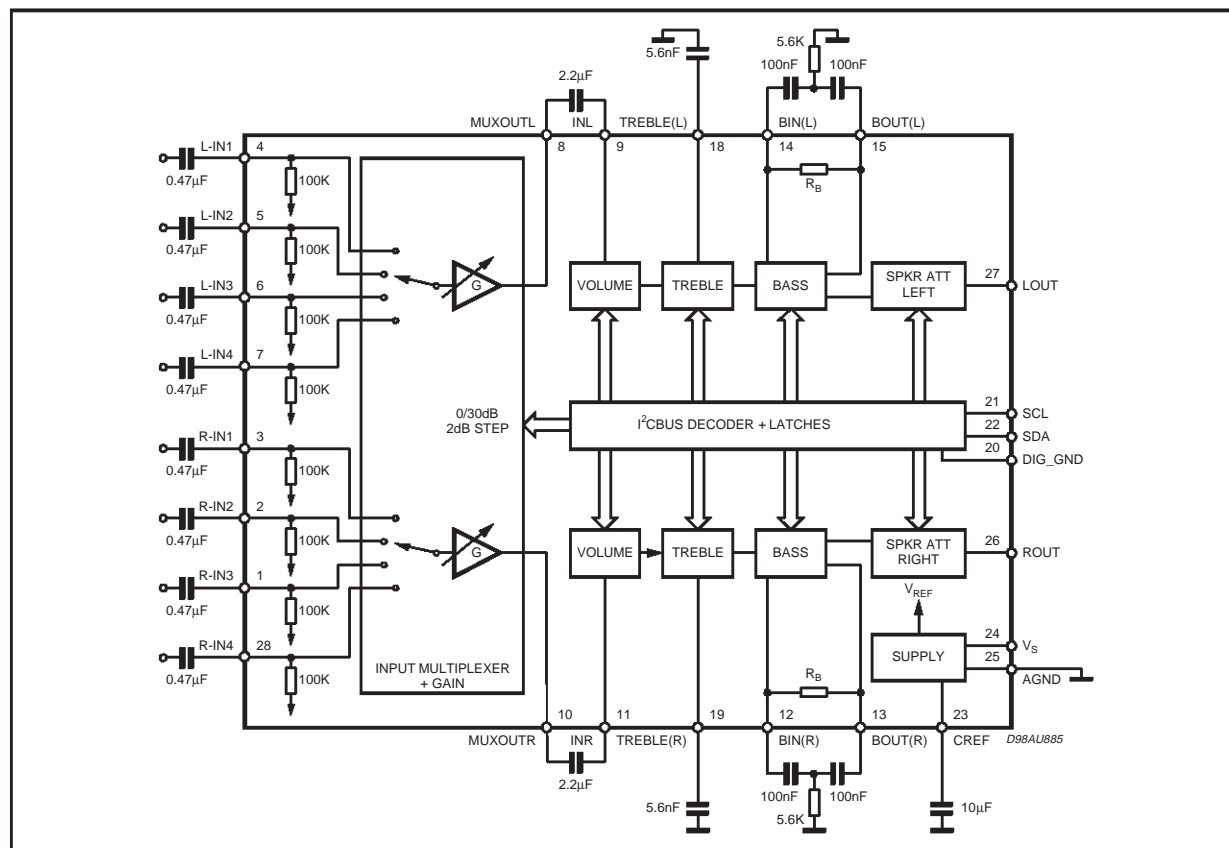 5.6K
5.6nF
100nF 100nF
2.2μF
MUXOUTL INL TREBLE(L) BIN(L) BOUT(L)
8 9 18 14 15
L-IN1 4
0.47μF
100K
R_B
L-IN2 5
0.47μF
100K
L-IN3 6
0.47μF
100K
L-IN4 7
0.47μF
100K
G
VOLUME TREBLE BASS
SPKR ATT
LEFT
27 LOUT
0/30dB
2dB STEP
I²CBUS DECODER + LATCHES
21 SCL
22 SDA
20 DIG_GND
R-IN1 3
0.47μF
100K
R-IN2 2
0.47μF
100K
R-IN3 1
0.47μF
100K
R-IN4 28
0.47μF
100K
G
VOLUME TREBLE BASS
SPKR ATT
RIGHT
26 ROUT
V_REF
SUPPLY
24 V_S
25 AGND
INPUT MULTIPLEXER
+ GAIN
R_B
10 11 19 12 13 23
MUXOUTR INR TREBLE(R) BIN(R) BOUT(R) CREF D98AU885
2.2μF
5.6nF
100nF 100nF
5.6K
10μF